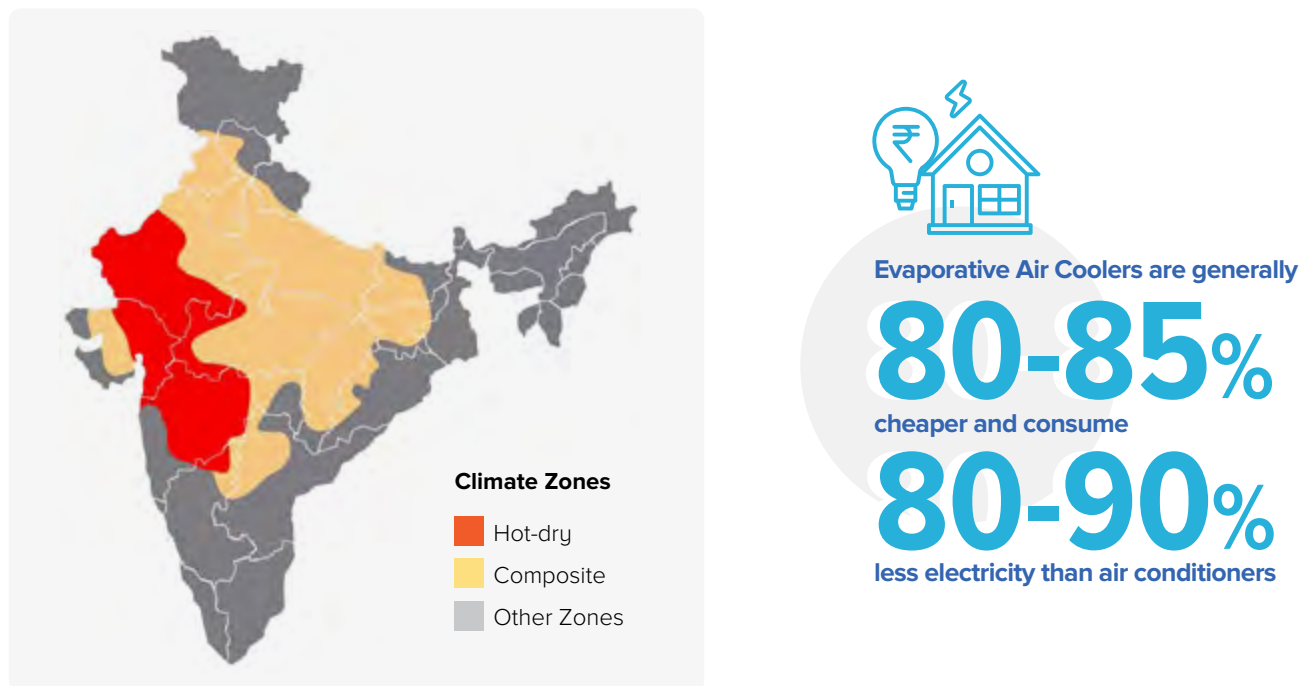 Climate Zones
Hot-dry
Composite
Other Zones
₹
Evaporative Air Coolers are generally
80-85%
cheaper and consume
80-90%
less electricity than air conditioners